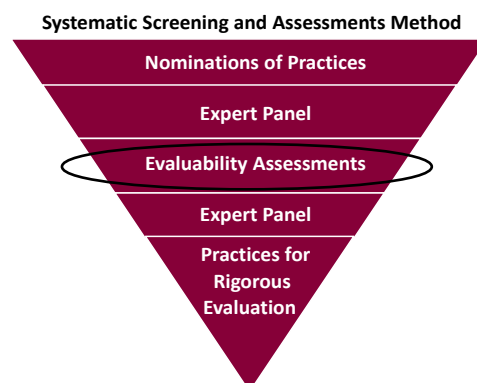 Systematic Screening and Assessments Method
Nominations of Practices
Expert Panel
Evaluability Assessments
Expert Panel
Practices for
Rigorous
Evaluation